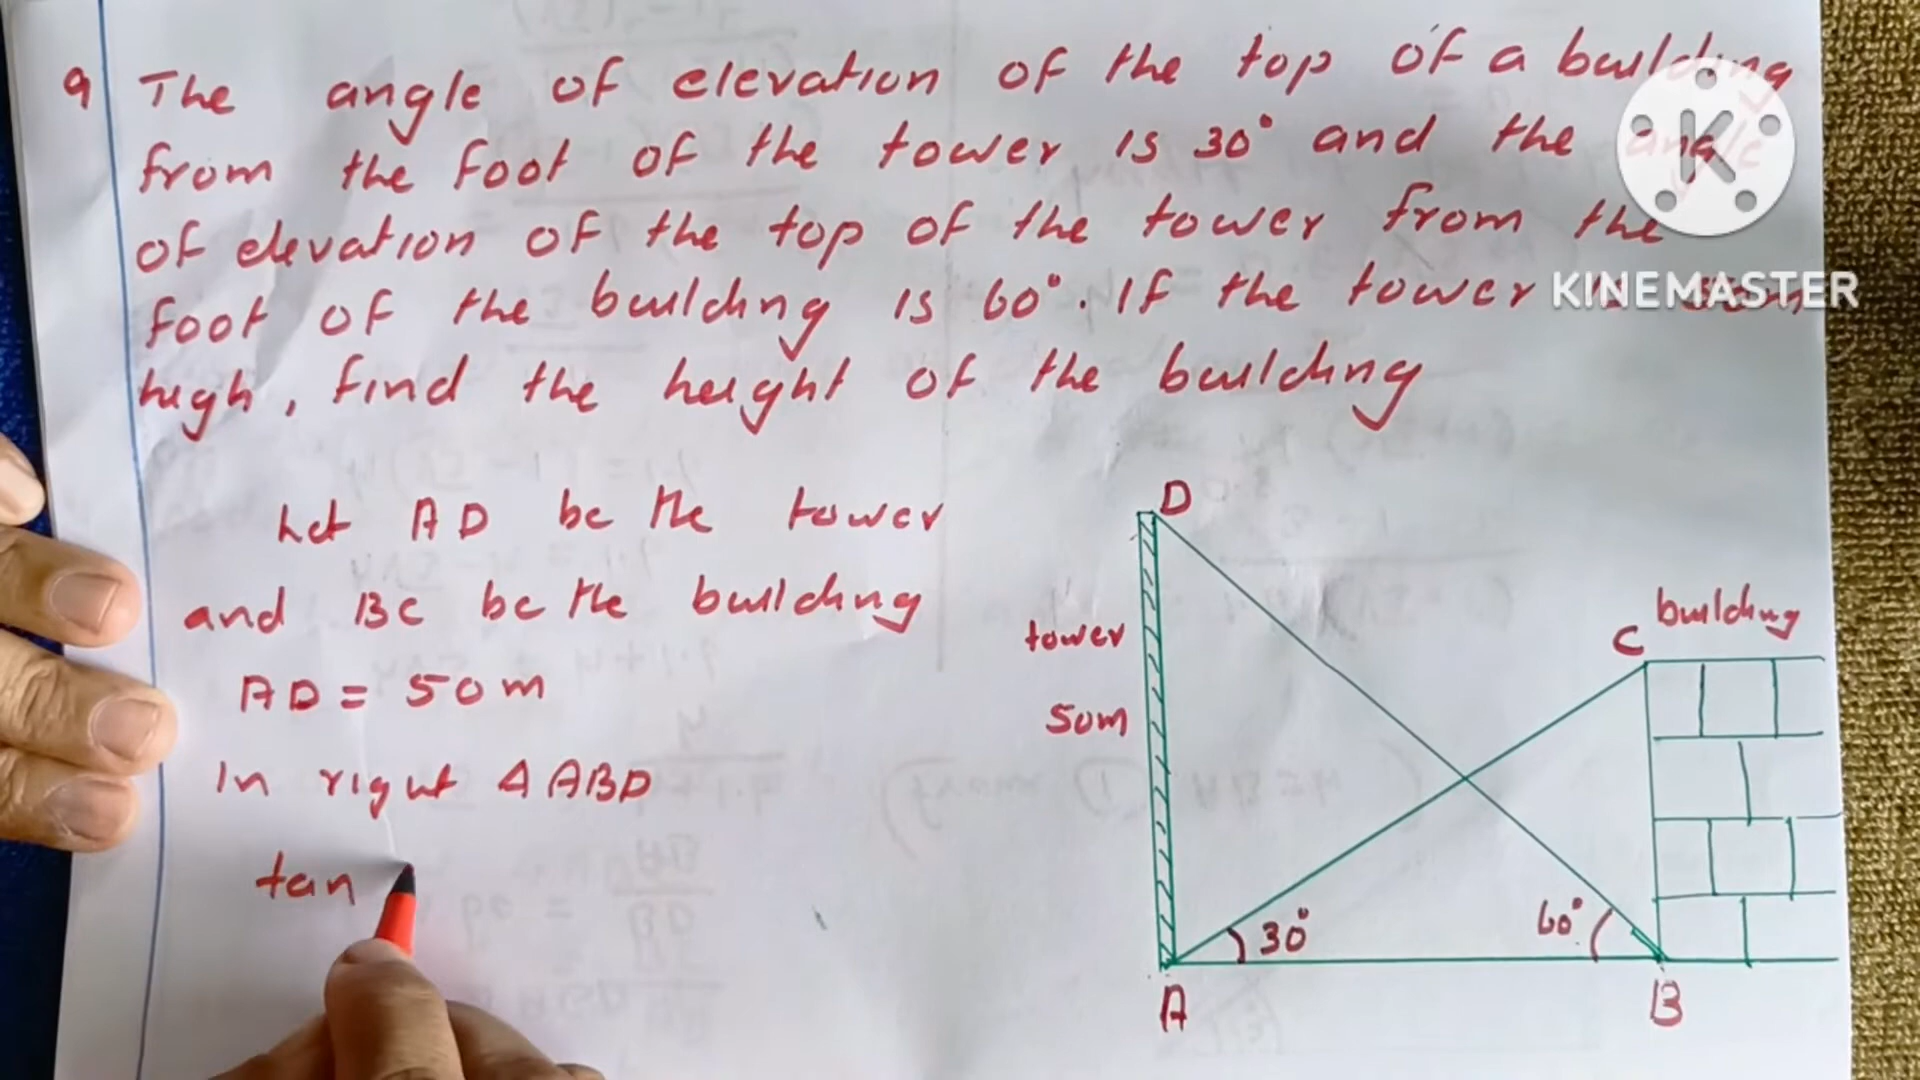 9 The angle of elevation of the top of a building
from the foot of the tower is 30° and the angle
of elevation of the top of the tower from the
foot of the building is 60°. If the tower
high, find the height of the building
KINEMASTER
Let AD be the tower
and BC be the building
AD = 50m
In right △ABD
tan
D
tower
50m
C building
30°
60°
A
B